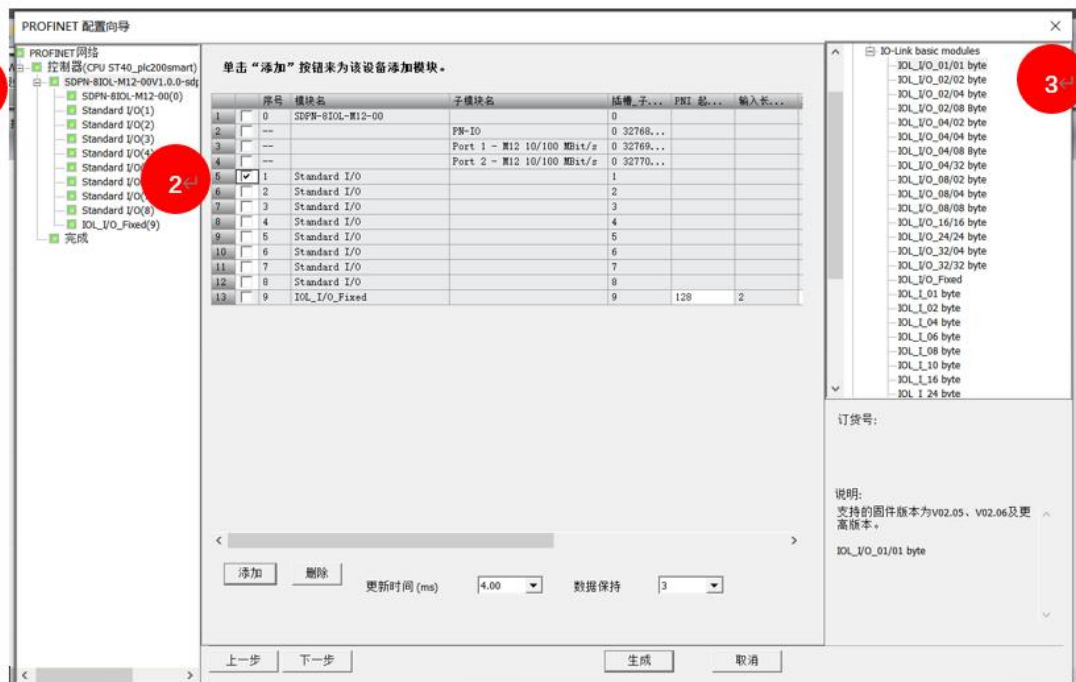 PROFINET 配置向导
PROFINET网络
控制器(CPU ST40_plc200smart)
SDPN-8IOL-M12-00V1.0.0-sdp
SDPN-8IOL-M12-00(0)
Standard I/O(1)
Standard I/O(2)
Standard I/O(3)
Standard I/O(4)
Standard I/O
Standard I/O
Standard I/O(7)
Standard I/O(8)
IOL_I/O_Fixed(9)
完成
2
单击“添加”按钮来为该设备添加模块。
序号 模块名 子模块名 插槽_子... PNI 起... 输入长...
1 0 SDPN-8IOL-M12-00 0
2 -- PN-IO 0 32768...
3 -- Port 1 - M12 10/100 MBit/s 0 32769...
4 -- Port 2 - M12 10/100 MBit/s 0 32770...
5 1 Standard I/O 1
6 2 Standard I/O 2
7 3 Standard I/O 3
8 4 Standard I/O 4
9 5 Standard I/O 5
10 6 Standard I/O 6
11 7 Standard I/O 7
12 8 Standard I/O 8
13 9 IOL_I/O_Fixed 9 128 2
添加 删除 更新时间 (ms) 4.00 数据保持 3
上一步 下一步 生成 取消
3
IO-Link basic modules
IOL_I/O_01/01 byte
IOL_I/O_02/02 byte
IOL_I/O_02/04 byte
IOL_I/O_02/08 Byte
IOL_I/O_04/02 byte
IOL_I/O_04/04 byte
IOL_I/O_04/08 Byte
IOL_I/O_04/32 byte
IOL_I/O_08/02 byte
IOL_I/O_08/04 byte
IOL_I/O_08/08 byte
IOL_I/O_16/16 byte
IOL_I/O_24/24 byte
IOL_I/O_32/04 byte
IOL_I/O_32/32 byte
IOL_I/O_Fixed
IOL_I_01 byte
IOL_I_02 byte
IOL_I_04 byte
IOL_I_06 byte
IOL_I_08 byte
IOL_I_10 byte
IOL_I_16 byte
IOL_I_24 byte
订货号:
说明:
支持的固件版本为V02.05、V02.06及更
高版本。
IOL_I/O_01/01 byte